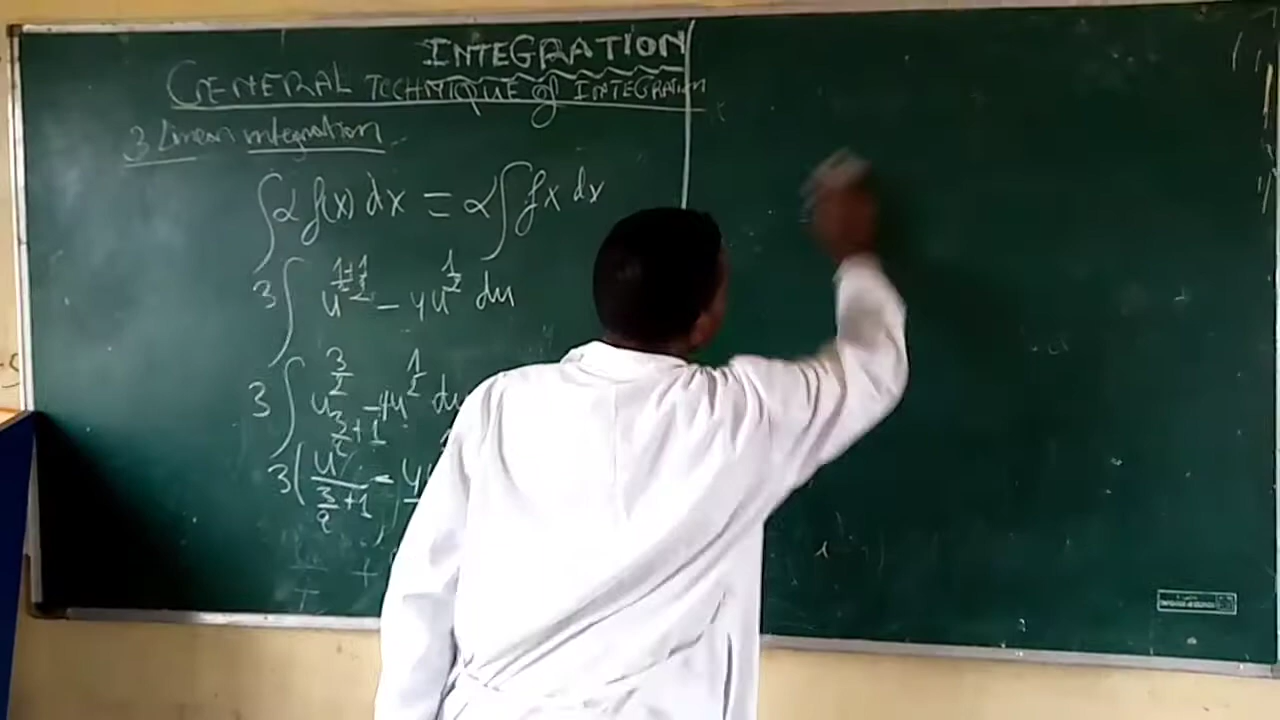 INTEGRATION
GENERAL TECHNIQUE of INTEGRATION
3 Linear integration
∫ α f(x) dx = α ∫ fx dx
3 ∫ u^(1+1/2) - 4u^(1/2) du
3 ∫ u^(3/2) - 4u^(1/2) du
3( u^(3/2+1) / (3/2+1) - 4